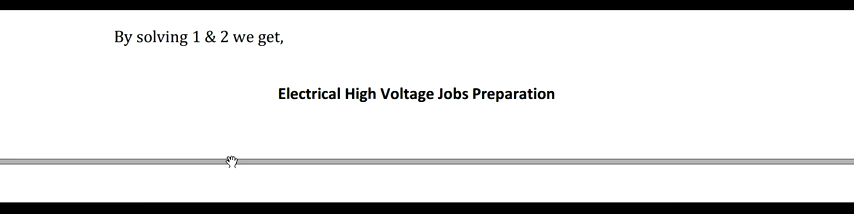 By solving 1 & 2 we get,
Electrical High Voltage Jobs Preparation